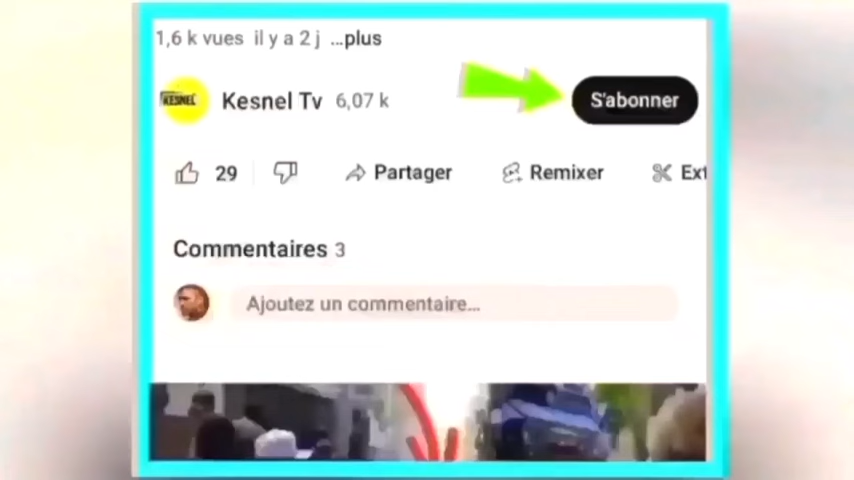 1,6 k vues il y a 2 j ...plus
KESNEL
Kesnel Tv 6,07 k
S'abonner
29
Partager
Remixer
Ext
Commentaires 3
Ajoutez un commentaire...